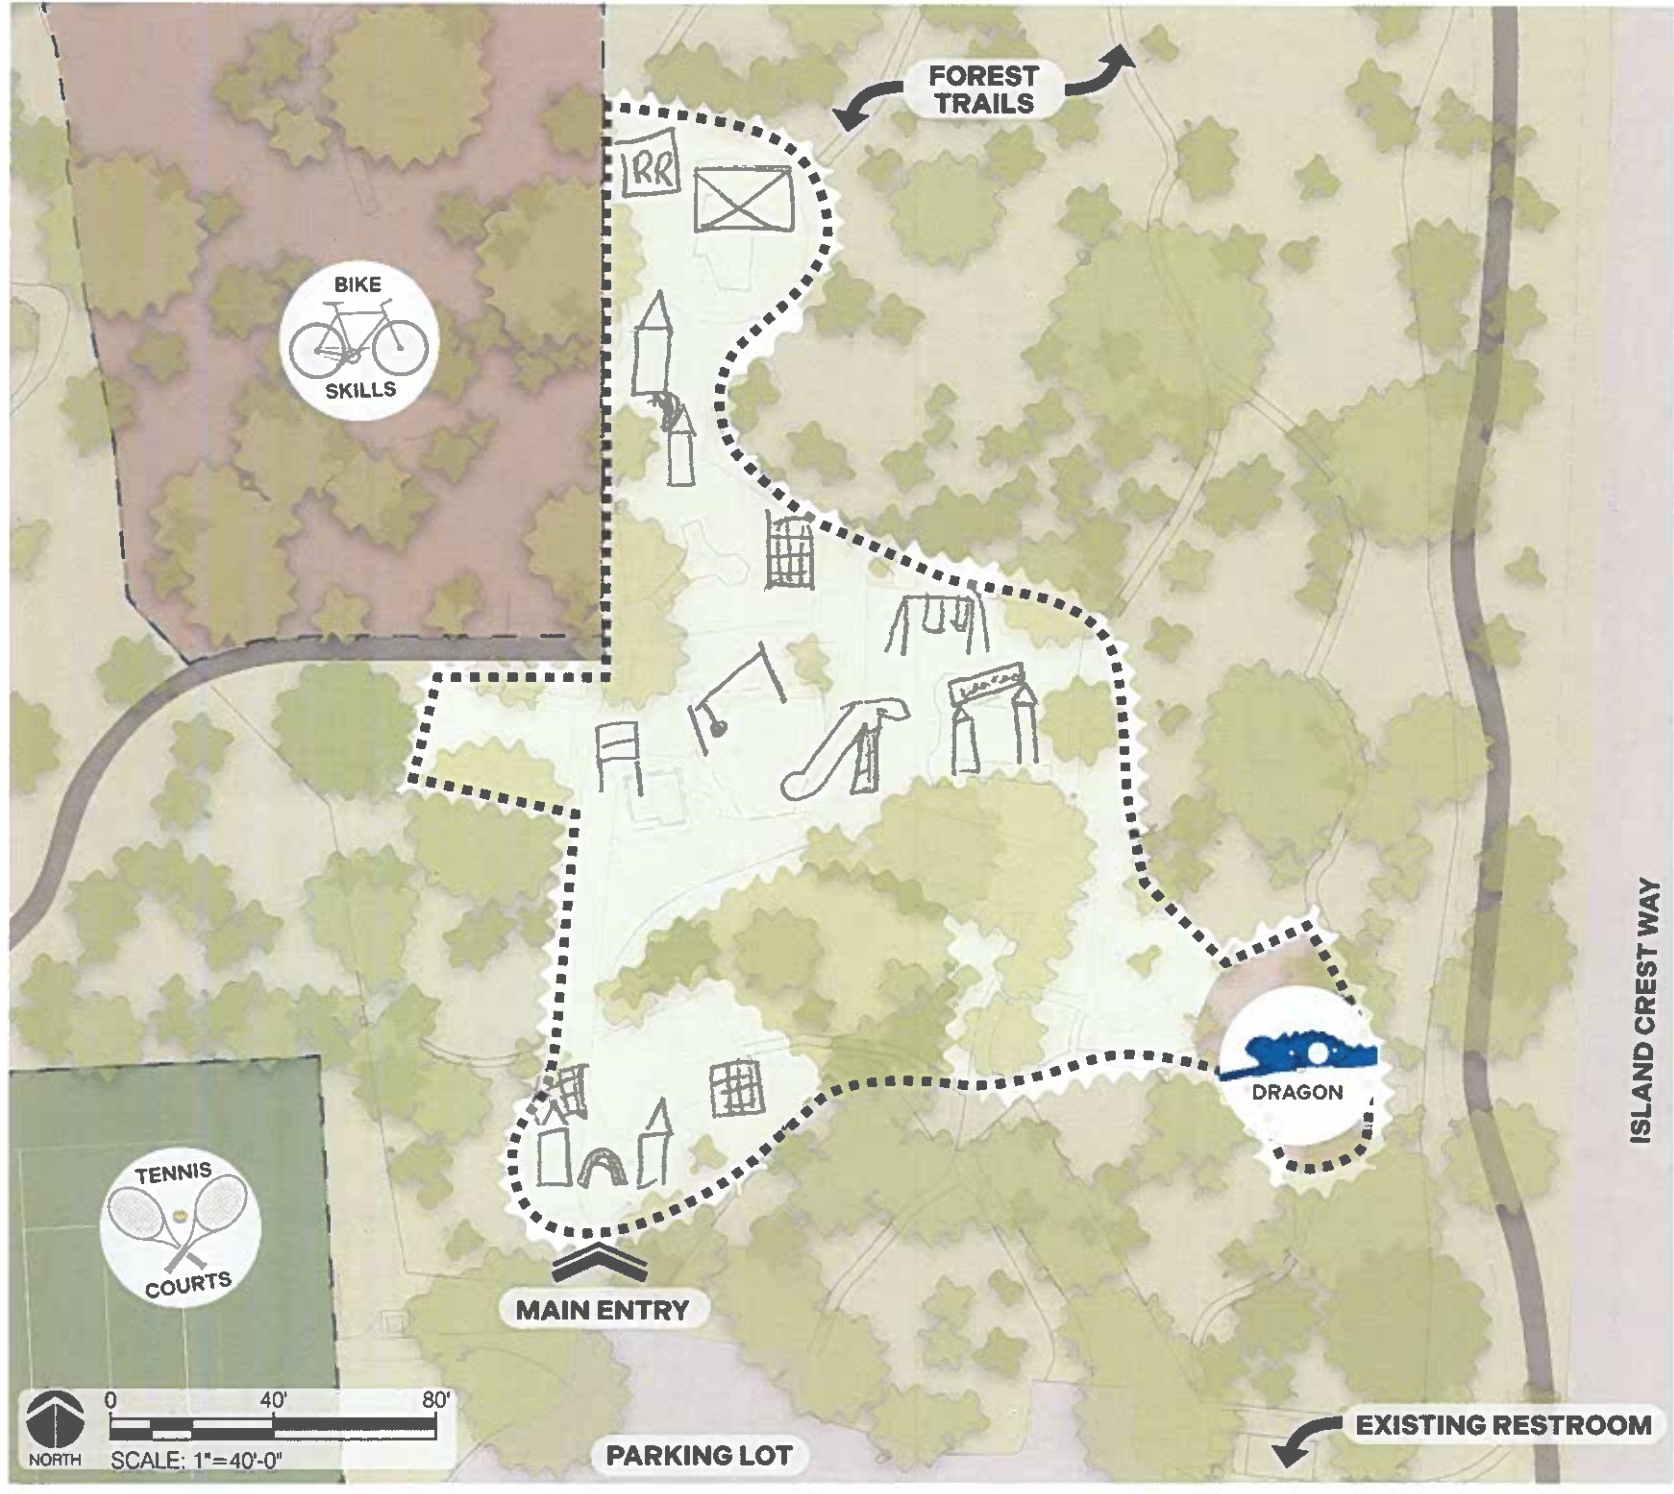 FOREST
TRAILS
RR
BIKE
SKILLS
DRAGON
ISLAND CREST WAY
TENNIS
COURTS
MAIN ENTRY
0 40' 80'
NORTH
SCALE: 1"=40'-0"
PARKING LOT
EXISTING RESTROOM